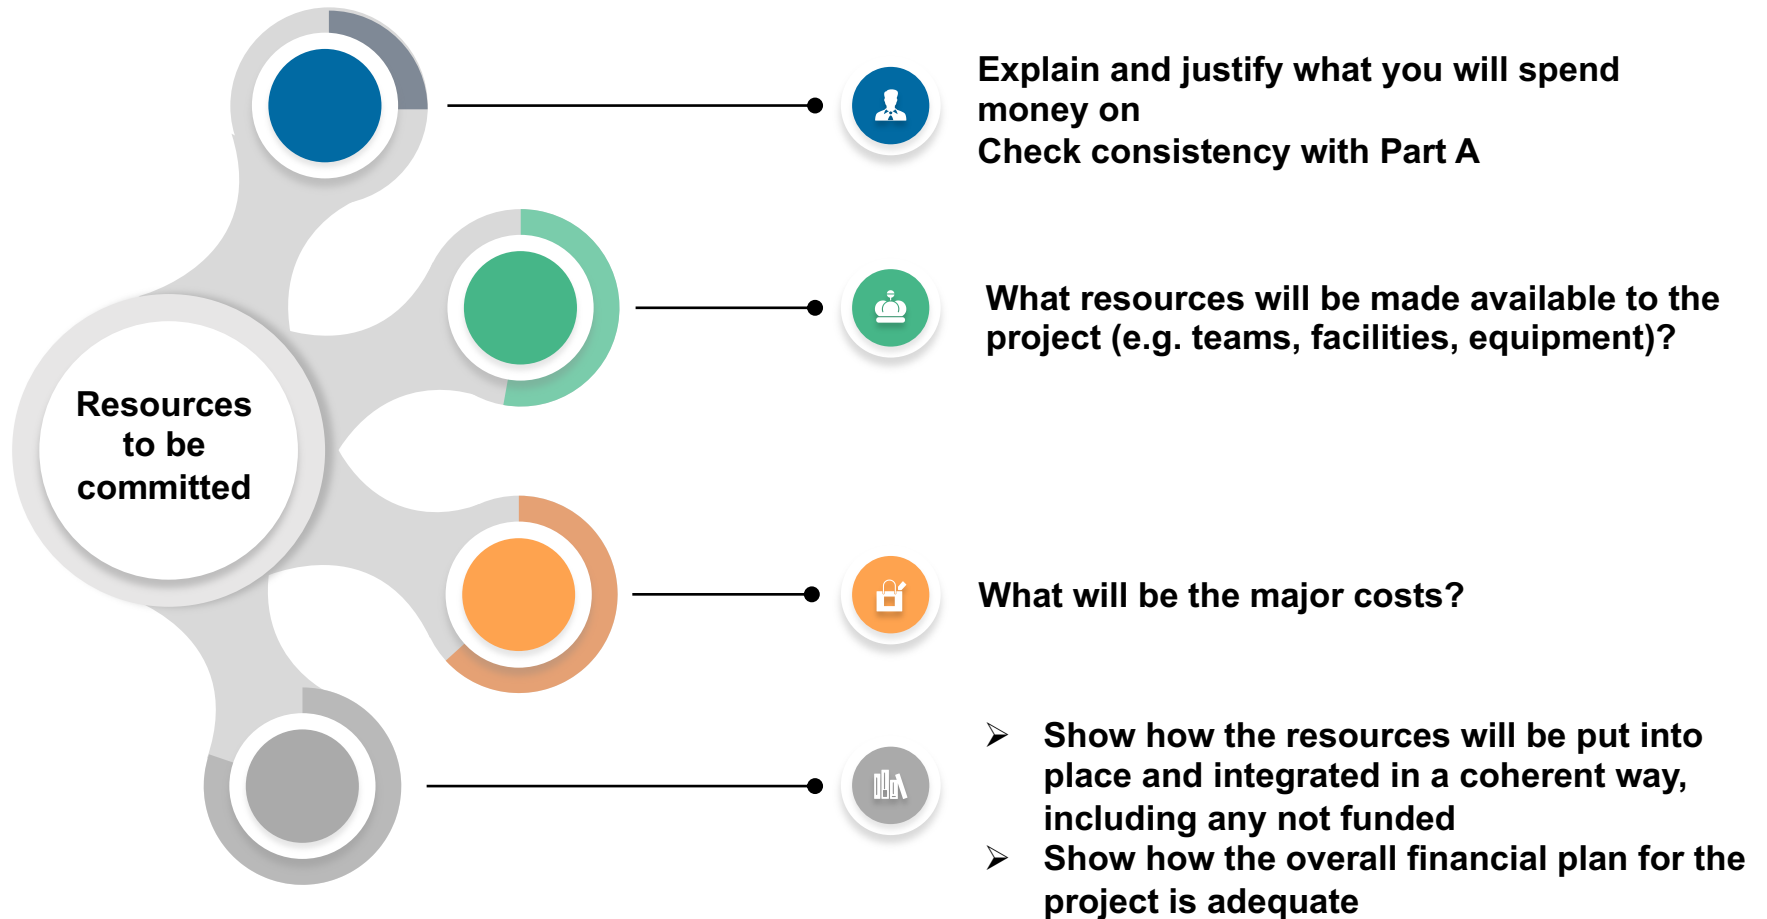 Resources
to be
committed
Explain and justify what you will spend
money on
Check consistency with Part A
What resources will be made available to the
project (e.g. teams, facilities, equipment)?
What will be the major costs?
➢ Show how the resources will be put into
place and integrated in a coherent way,
including any not funded
➢ Show how the overall financial plan for the
project is adequate